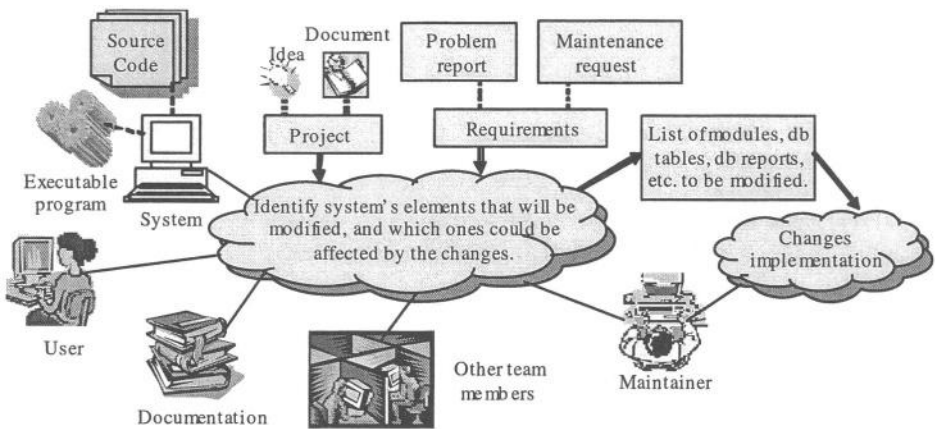 Source
Code
Idea
Document
Problem
report
Maintenance
request
Project
Requirements
List of modules, db
tables, db reports,
etc. to be modified.
Executable
program
System
Identify system's elements that will be
modified, and which ones could be
affected by the changes.
Changes
implementation
User
Documentation
Other team
members
Maintainer